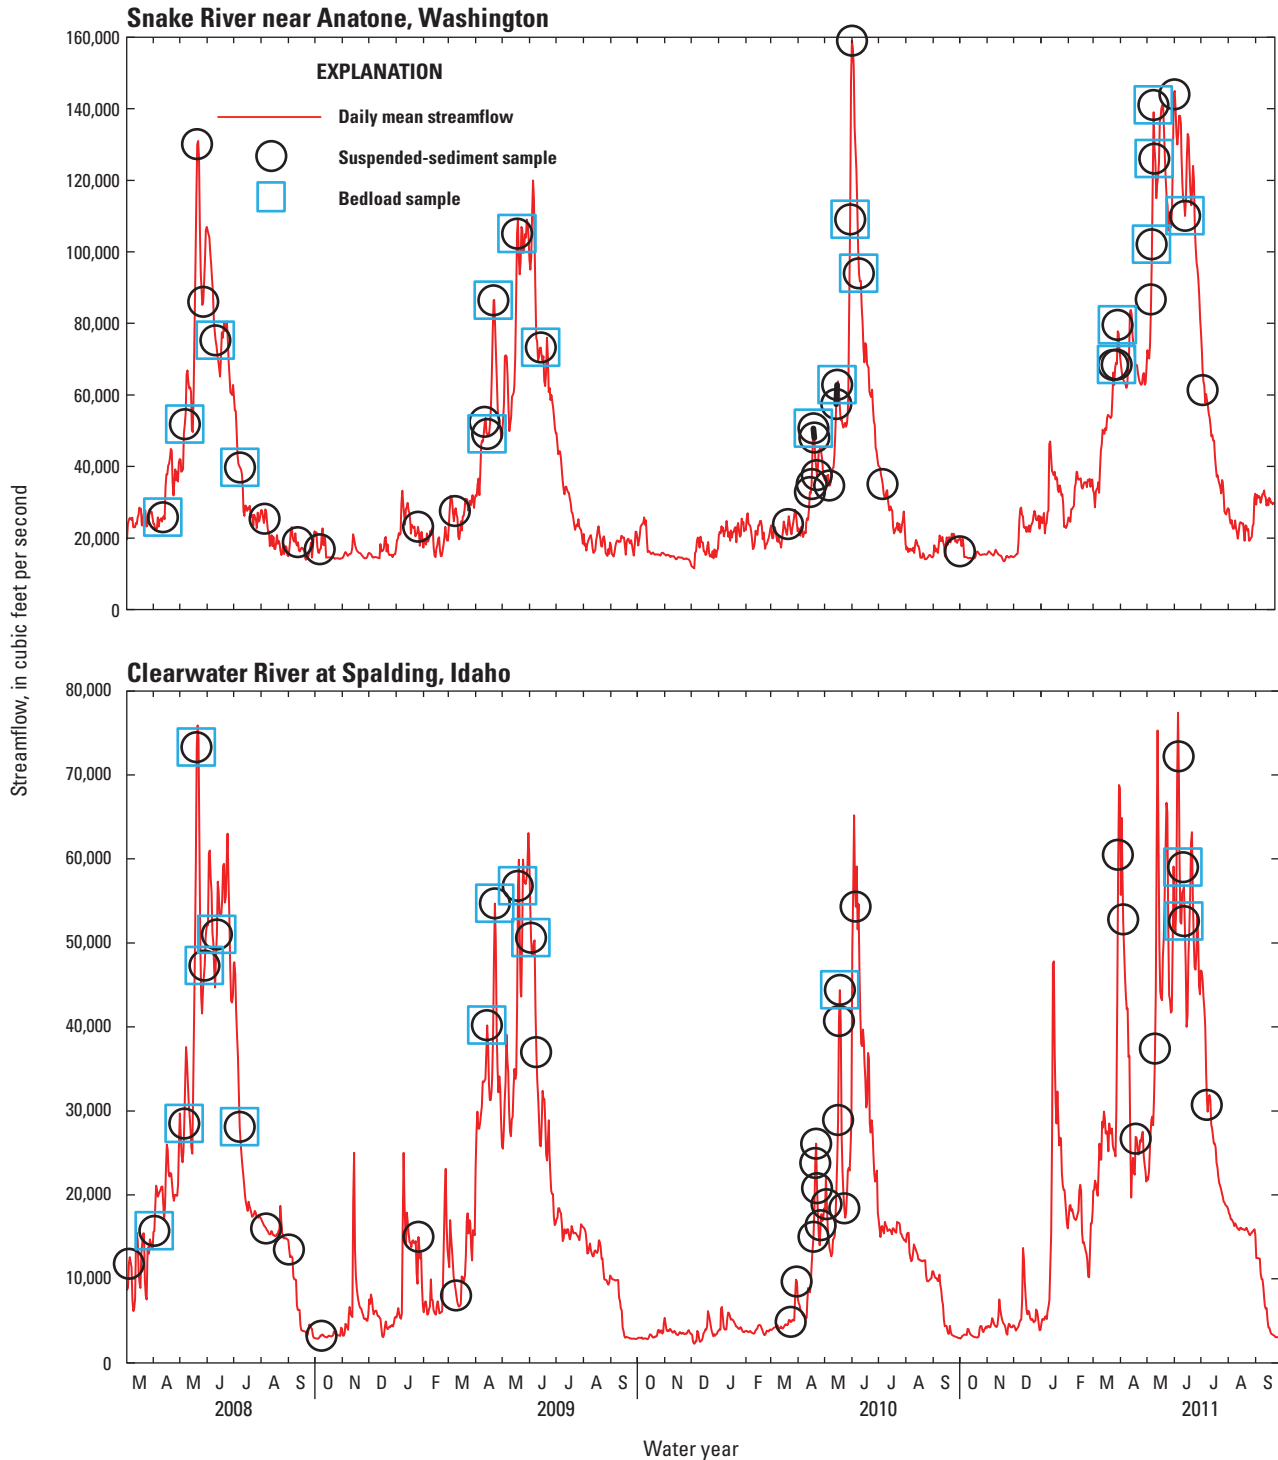 Snake River near Anatone, Washington
160,000
140,000
120,000
100,000
80,000
60,000
40,000
20,000
0
EXPLANATION
Daily mean streamflow
Suspended-sediment sample
Bedload sample
Streamflow, in cubic feet per second
Clearwater River at Spalding, Idaho
80,000
70,000
60,000
50,000
40,000
30,000
20,000
10,000
0
M A M J J A S O N D J F M A M J J A S O N D J F M A M J J A S O N D J F M A M J J A S
2008 2009 2010 2011
Water year